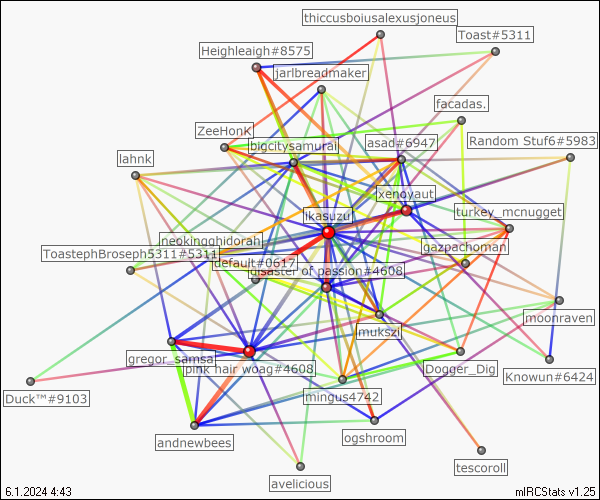 thiccusboiusalexusjoneus
Toast#5311
Heighleigh#8575
jarlbreadmaker
facadas.
ZeeHonK
bigcitysamurai
asad#6947
Random Stuf6#5983
lahnk
xengyaut
ikasuzu
turkey_mcnugget
neokingghidorah
gazpachoman
ToastephBroseph5311#5311
default#0617
disaster of passion#4608
moonraven
mukszi
gregor_samsa
pink hair woag#4608
Dogger_Dig
Knowun#6424
Duck™#9103
mingus4742
andnewbees
ogshroom
tescoroll
avelicious
6.1.2024 4:43
mIRCStats v1.25